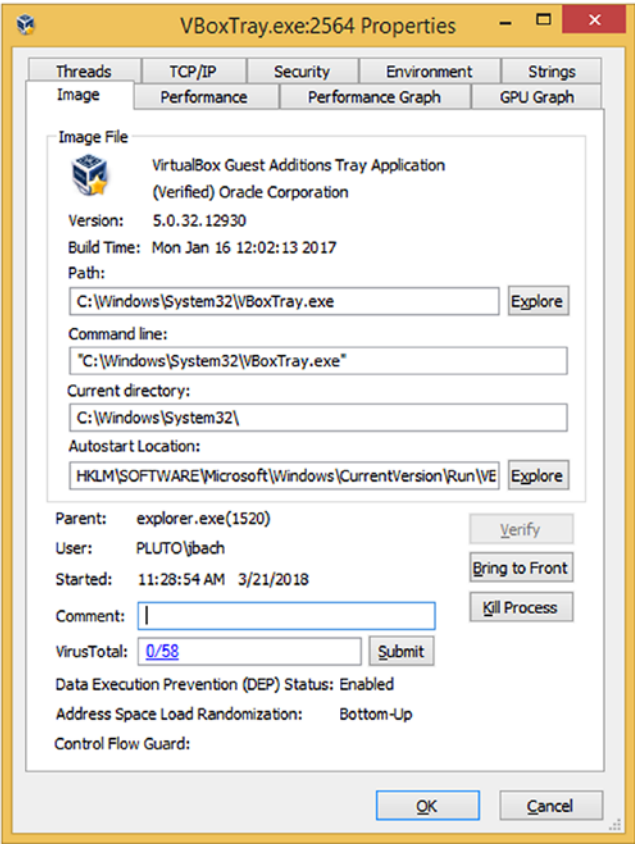 VBoxTray.exe:2564 Properties
Threads TCP/IP Security Environment Strings
Image Performance Performance Graph GPU Graph
Image File
VirtualBox Guest Additions Tray Application
(Verified) Oracle Corporation
Version: 5.0.32.12930
Build Time: Mon Jan 16 12:02:13 2017
Path:
C:\Windows\System32\VBoxTray.exe Explore
Command line:
"C:\Windows\System32\VBoxTray.exe"
Current directory:
C:\Windows\System32\
Autostart Location:
HKLM\SOFTWARE\Microsoft\Windows\CurrentVersion\Run\VB Explore
Parent: explorer.exe(1520)
Verify
User: PLUTO\jbach
Bring to Front
Started: 11:28:54 AM 3/21/2018
Kill Process
Comment:
VirusTotal: 0/58 Submit
Data Execution Prevention (DEP) Status: Enabled
Address Space Load Randomization: Bottom-Up
Control Flow Guard:
OK Cancel